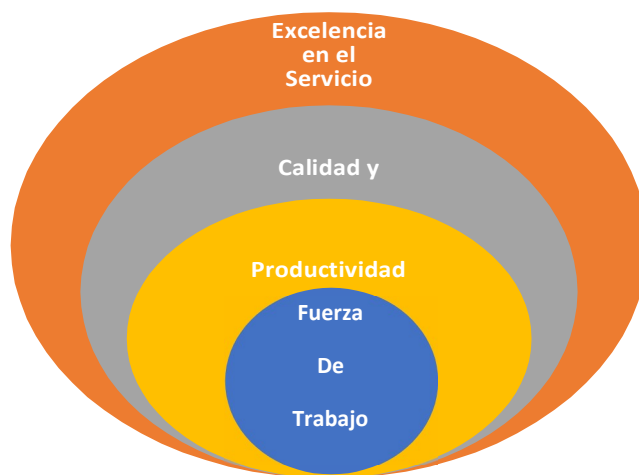 Excelencia
en el
Servicio
Calidad y
Productividad
Fuerza
De
Trabajo